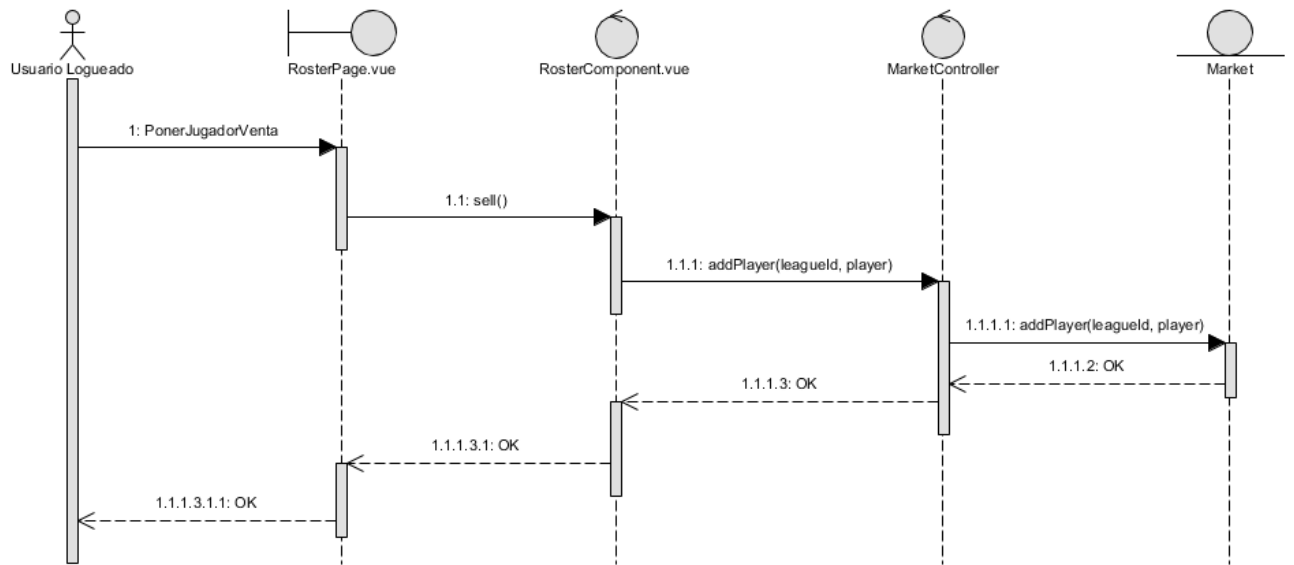 Usuario Logueado
RosterPage.vue
RosterComponent.vue
MarketController
Market
1: PonerJugadorVenta
1.1: sell()
1.1.1: addPlayer(leagueId, player)
1.1.1.1: addPlayer(leagueId, player)
1.1.1.2: OK
1.1.1.3: OK
1.1.1.3.1: OK
1.1.1.3.1.1: OK